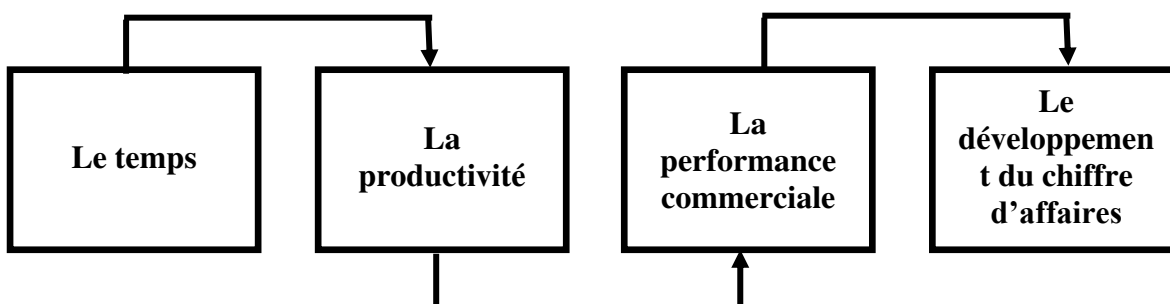 Le temps
La
productivité
La
performance
commerciale
Le
développemen
t du chiffre
d’affaires